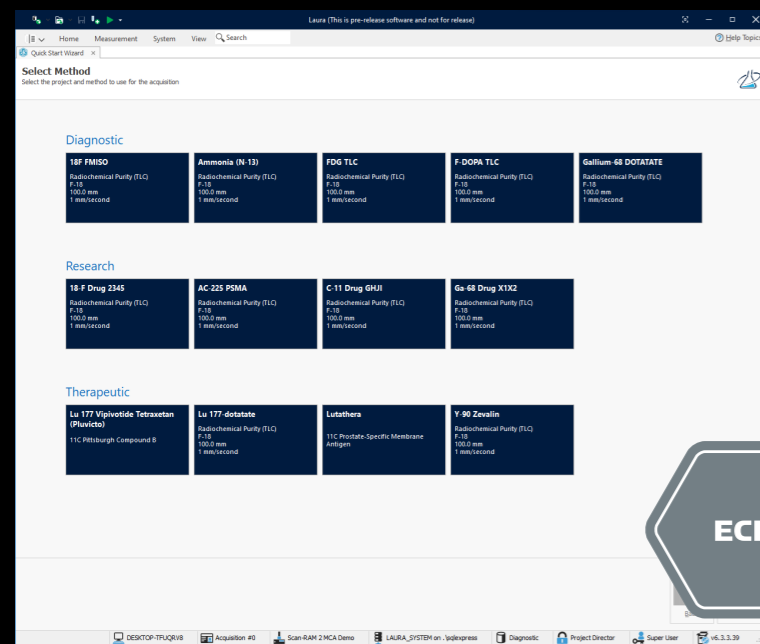 Laura (This is pre-release software and not for release)
Home Measurement System View Search Help Topics
Quick Start Wizard
Select Method
Select the project and method to use for the acquisition
Diagnostic
18F FMISO
Radiochemical Purity (TLC)
F-18
100.0 mm
1 mm/second
Ammonia (N-13)
Radiochemical Purity (TLC)
F-18
100.0 mm
1 mm/second
FDG TLC
Radiochemical Purity (TLC)
F-18
100.0 mm
1 mm/second
F-DOPA TLC
Radiochemical Purity (TLC)
F-18
100.0 mm
1 mm/second
Gallium-68 DOTATATE
Radiochemical Purity (TLC)
F-18
100.0 mm
1 mm/second
Research
18-F Drug 2345
Radiochemical Purity (TLC)
F-18
100.0 mm
1 mm/second
AC-225 PSMA
Radiochemical Purity (TLC)
F-18
100.0 mm
1 mm/second
C-11 Drug GHJI
Radiochemical Purity (TLC)
F-18
100.0 mm
1 mm/second
Ga-68 Drug X1X2
Radiochemical Purity (TLC)
F-18
100.0 mm
1 mm/second
Therapeutic
Lu 177 Vipivotide Tetraxetan
(Pluvicto)
11C Pittsburgh Compound B
Lu 177-dotatate
Radiochemical Purity (TLC)
F-18
100.0 mm
1 mm/second
Lutathera
11C Prostate-Specific Membrane
Antigen
Y-90 Zevalin
Radiochemical Purity (TLC)
F-18
100.0 mm
1 mm/second
DESKTOP-TFUQRV8 Acquisition #0 Scan-RAM 2 MCA Demo LAURA_SYSTEM on .\sqlexpress Diagnostic Project Director Super User v6.3.3.39